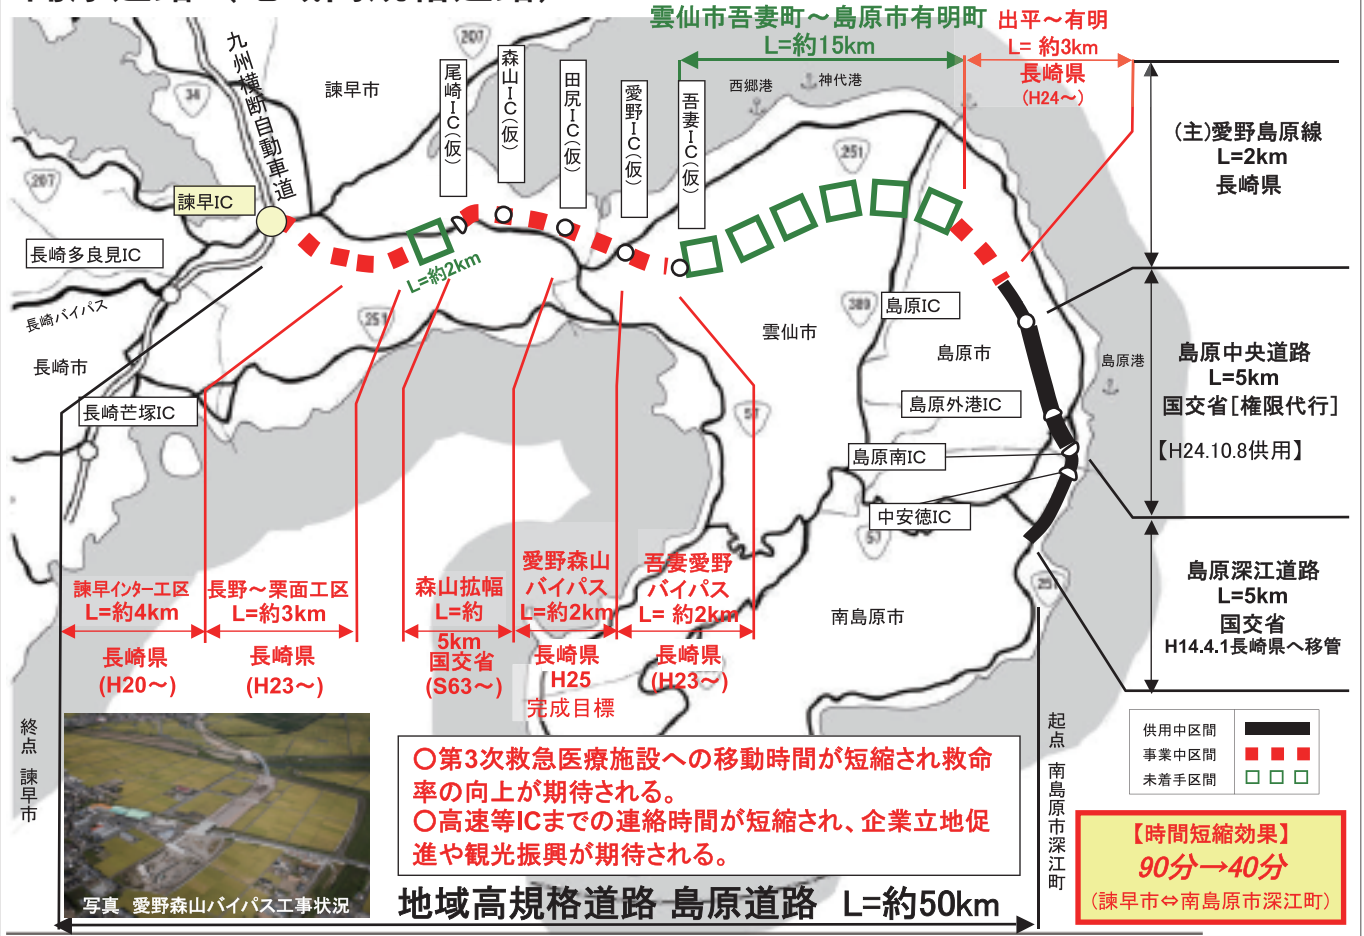 雲仙市吾妻町～島原市有明町
L=約15km
出平～有明
L= 約3km
長崎県
(H24～)
九州横断自動車道
34
207
207
諫早市
尾崎IC(仮)
森山IC(仮)
田尻IC(仮)
愛野IC(仮)
吾妻IC(仮)
西郷港
神代港
251
(主)愛野島原線
L=2km
長崎県
諫早IC
長崎多良見IC
長崎バイパス
長崎市
長崎芒塚IC
L=約2km
251
雲仙市
389
島原IC
島原市
島原港
島原外港IC
島原南IC
中安徳IC
57
57
251
南島原市
島原中央道路
L=5km
国交省[権限代行]
【H24.10.8供用】
島原深江道路
L=5km
国交省
H14.4.1長崎県へ移管
諫早インター工区
L=約4km
長崎県
(H20～)
長野～栗面工区
L=約3km
長崎県
(H23～)
森山拡幅
L=約
5km
国交省
(S63～)
愛野森山
バイパス
L=約2km
長崎県
H25
完成目標
吾妻愛野
バイパス
L= 約2km
長崎県
(H23～)
終点 諫早市
起点 南島原市深江町
供用中区間
事業中区間
未着手区間
写真 愛野森山バイパス工事状況
○第3次救急医療施設への移動時間が短縮され救命
率の向上が期待される。
○高速等ICまでの連絡時間が短縮され、企業立地促
進や観光振興が期待される。
【時間短縮効果】
90分→40分
(諫早市⇔南島原市深江町)
地域高規格道路 島原道路 L=約50km